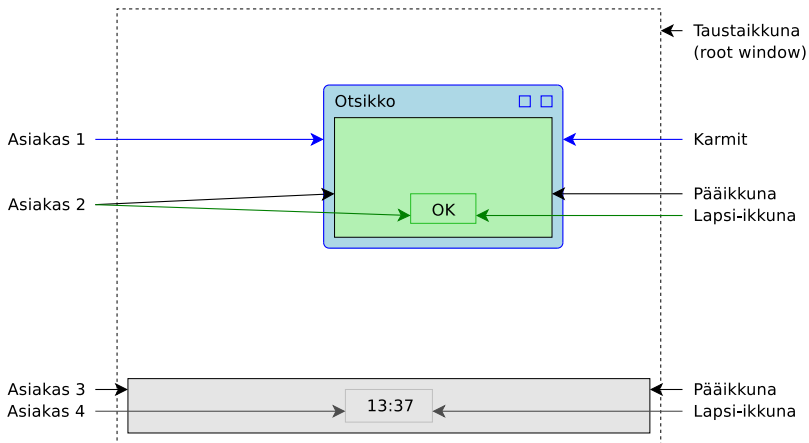 Taustaikkuna
(root window)
Otsikko
Asiakas 1
Karmit
Asiakas 2
Pääikkuna
OK
Lapsi-ikkuna
Asiakas 3
Pääikkuna
Asiakas 4
13:37
Lapsi-ikkuna